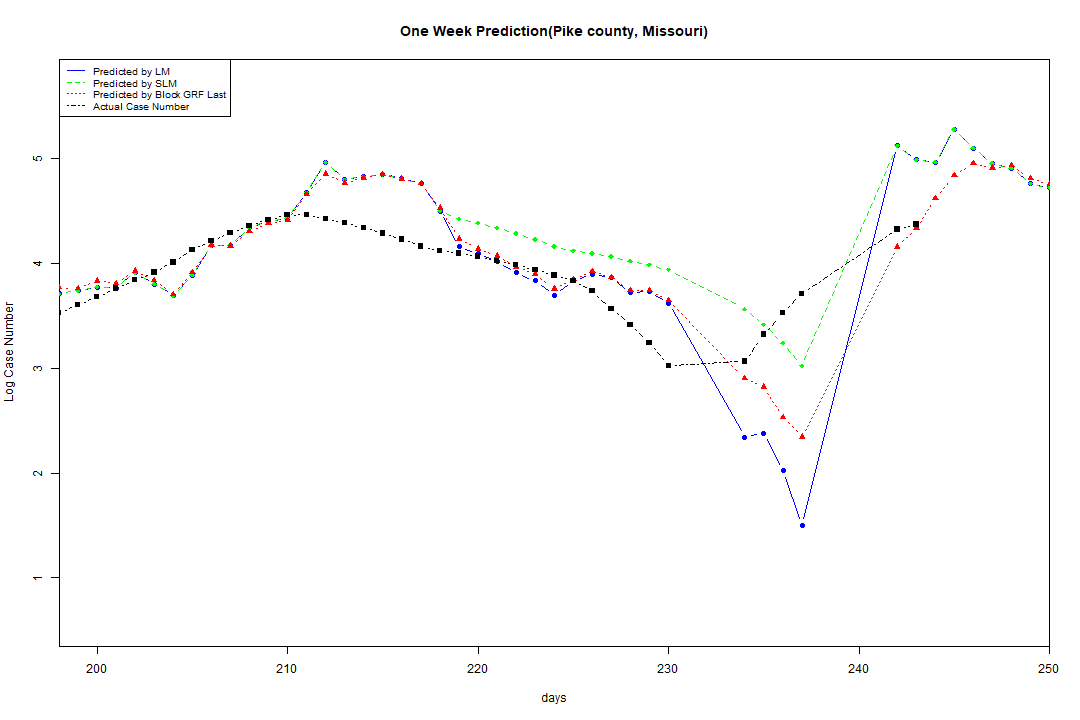 One Week Prediction(Pike county, Missouri)
Predicted by LM
Predicted by SLM
Predicted by Block GRF Last
Actual Case Number
5
4
3
2
1
Log Case Number
200 210 220 230 240 250
days